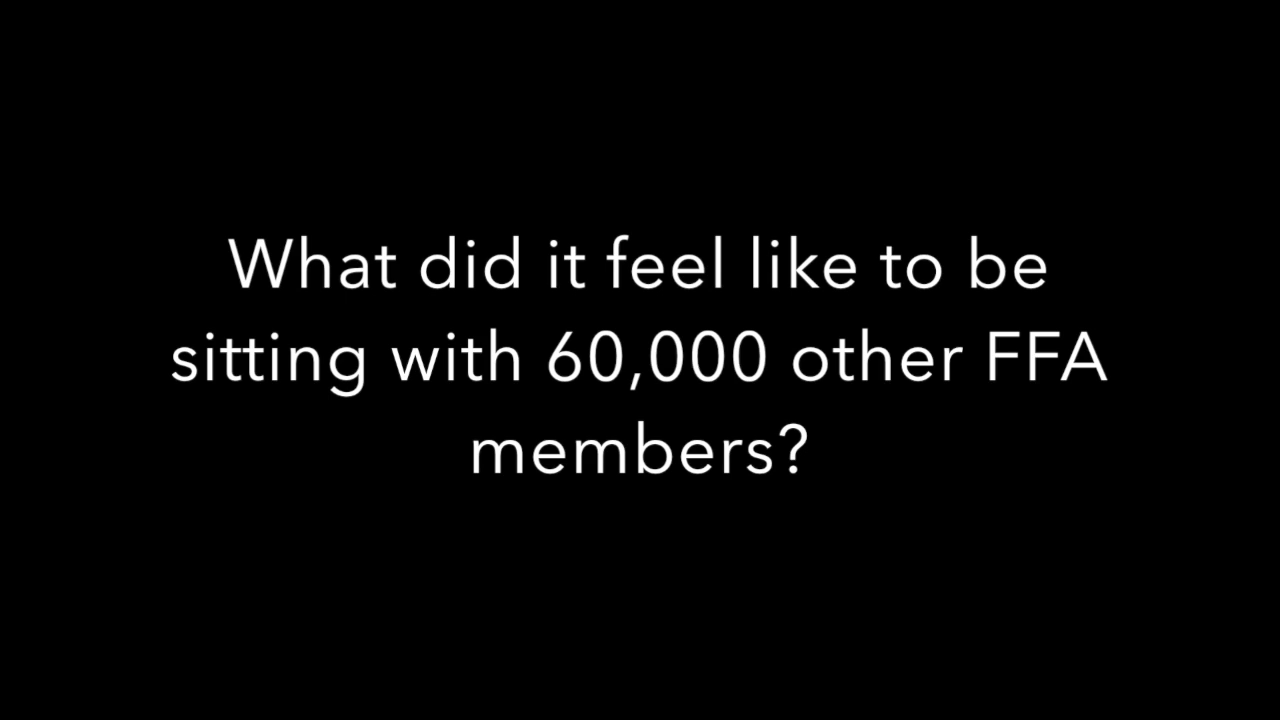 What did it feel like to be
sitting with 60,000 other FFA
members?